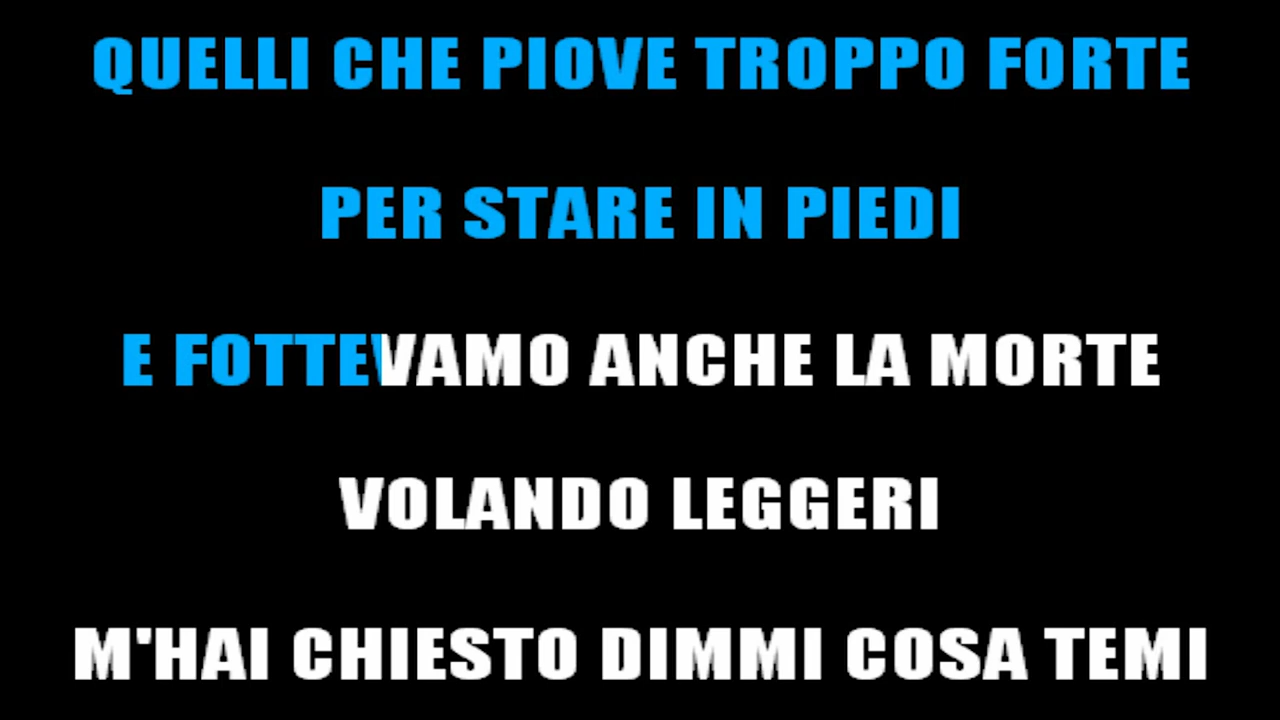 QUELLI CHE PIOVE TROPPO FORTE
PER STARE IN PIEDI
E FOTTEVAMO ANCHE LA MORTE
VOLANDO LEGGERI
M'HAI CHIESTO DIMMI COSA TEMI